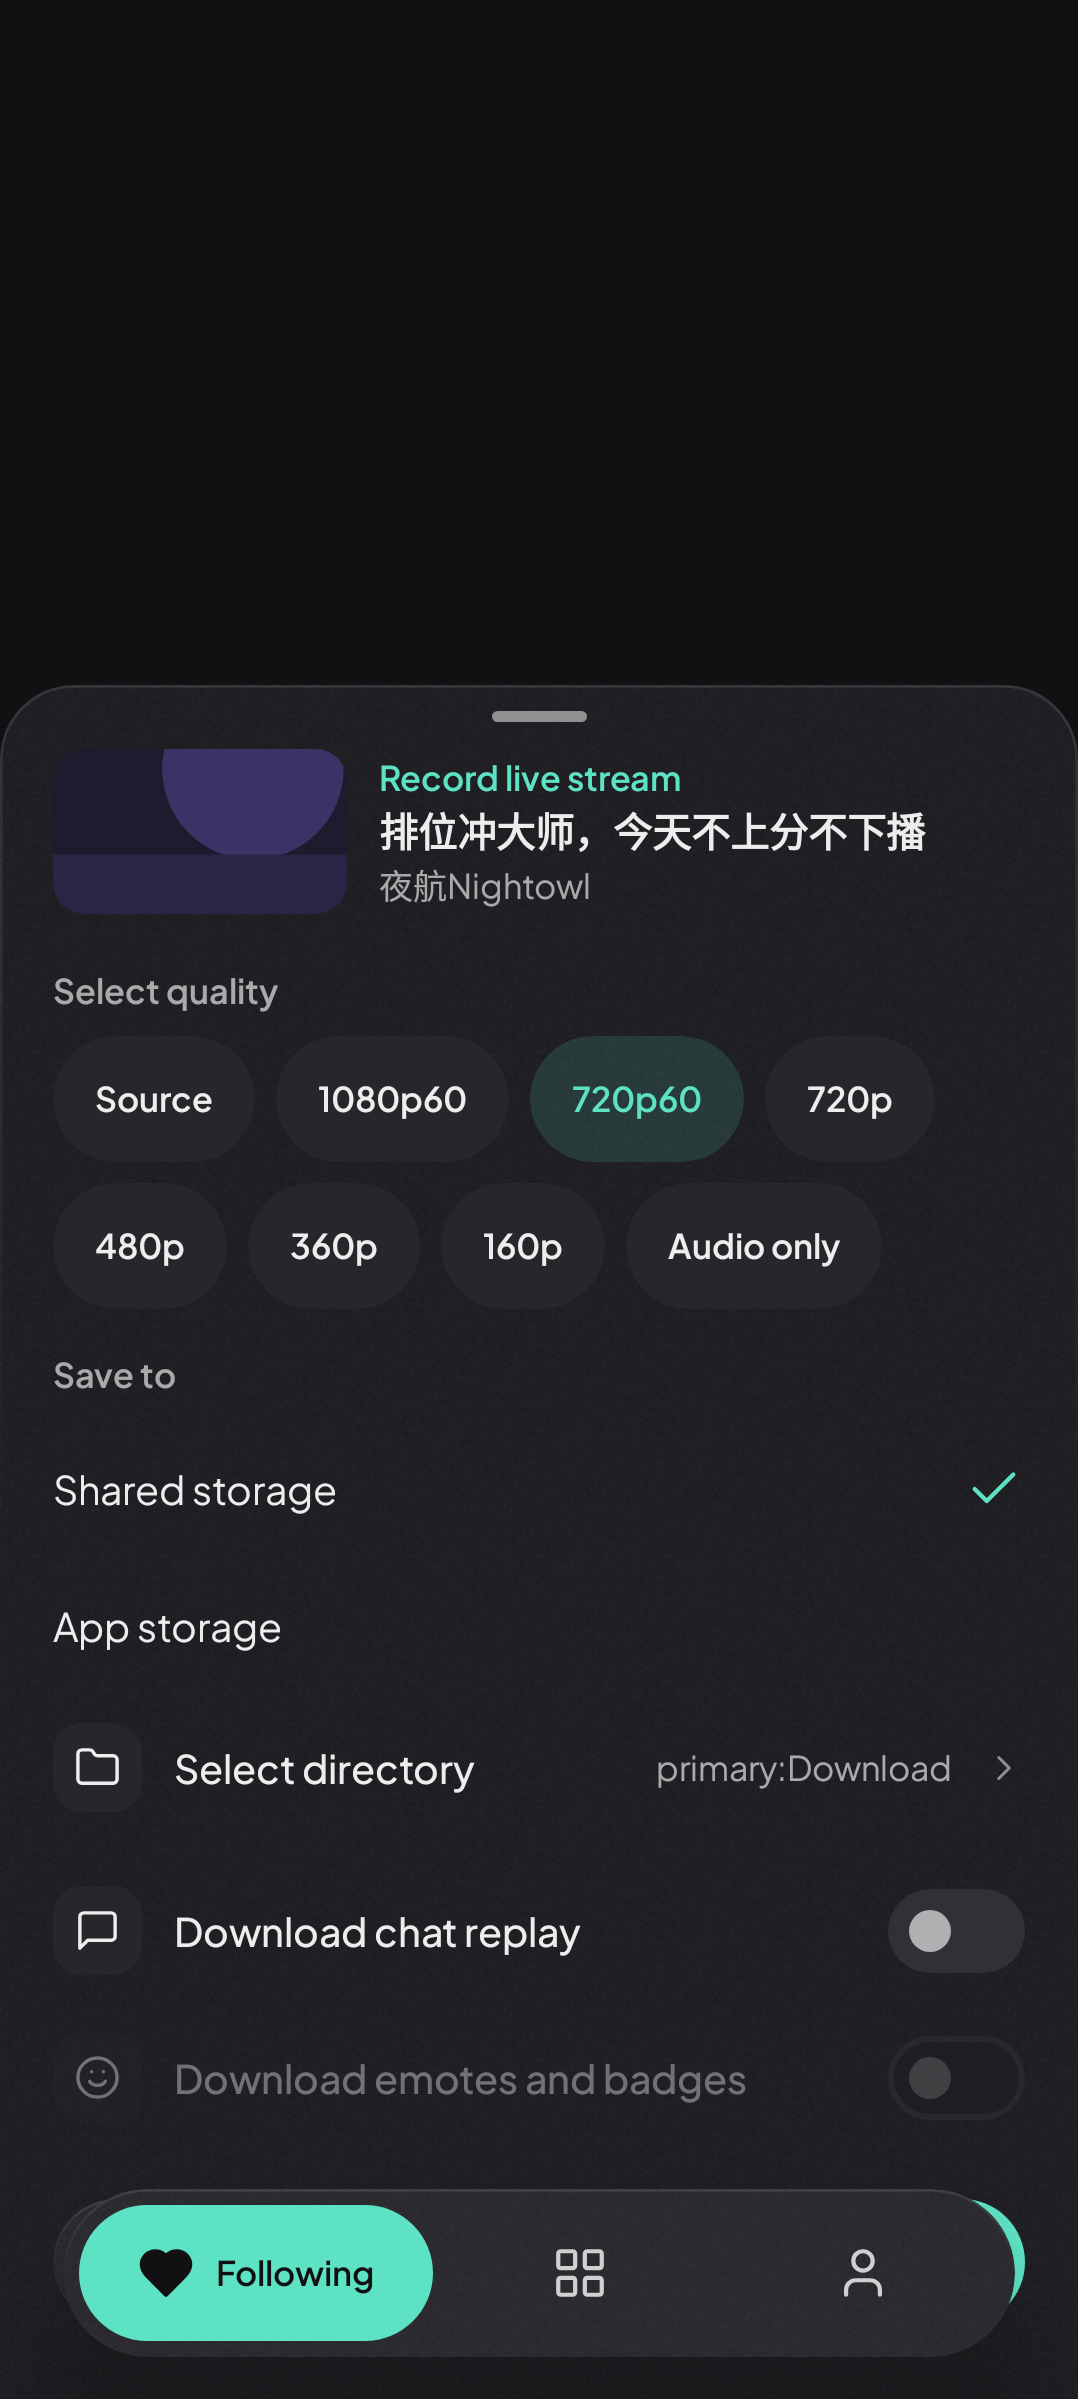 Record live stream
排位冲大师，今天不上分不下播
夜航Nightowl
Select quality
Source 1080p60 720p60 720p
480p 360p 160p Audio only
Save to
Shared storage
App storage
Select directory primary:Download
Download chat replay
Download emotes and badges
Following